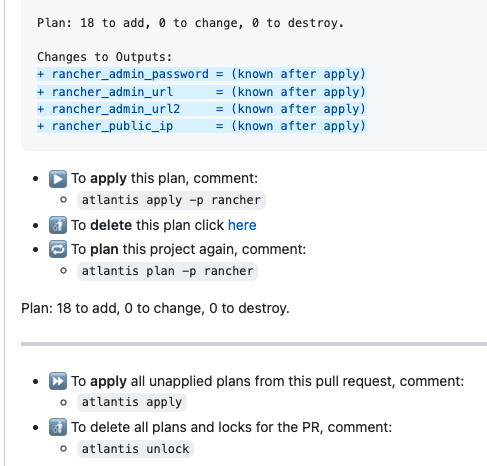 Plan: 18 to add, 0 to change, 0 to destroy.
Changes to Outputs:
+ rancher_admin_password = (known after apply)
+ rancher_admin_url      = (known after apply)
+ rancher_admin_url2     = (known after apply)
+ rancher_public_ip      = (known after apply)
To apply this plan, comment:
atlantis apply -p rancher
To delete this plan click here
To plan this project again, comment:
atlantis plan -p rancher
Plan: 18 to add, 0 to change, 0 to destroy.
To apply all unapplied plans from this pull request, comment:
atlantis apply
To delete all plans and locks for the PR, comment:
atlantis unlock